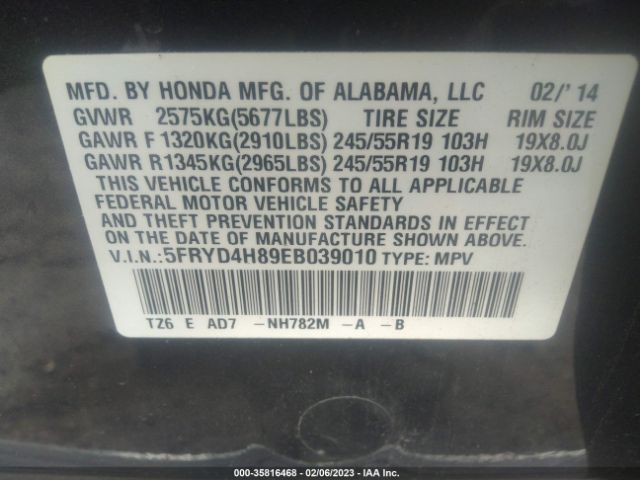 MFD. BY HONDA MFG. OF ALABAMA, LLC 02/' 14
GVWR 2575KG(5677LBS) TIRE SIZE RIM SIZE
GAWR F 1320KG(2910LBS) 245/55R19 103H 19X8.0J
GAWR R1345KG(2965LBS) 245/55R19 103H 19X8.0J
THIS VEHICLE CONFORMS TO ALL APPLICABLE
FEDERAL MOTOR VEHICLE SAFETY
AND THEFT PREVENTION STANDARDS IN EFFECT
ON THE DATE OF MANUFACTURE SHOWN ABOVE.
V.I.N.: 5FRYD4H89EB039010 TYPE: MPV
TZ6 E AD7 -NH782M -A -B
000-35816468 - 02/06/2023 - IAA Inc.